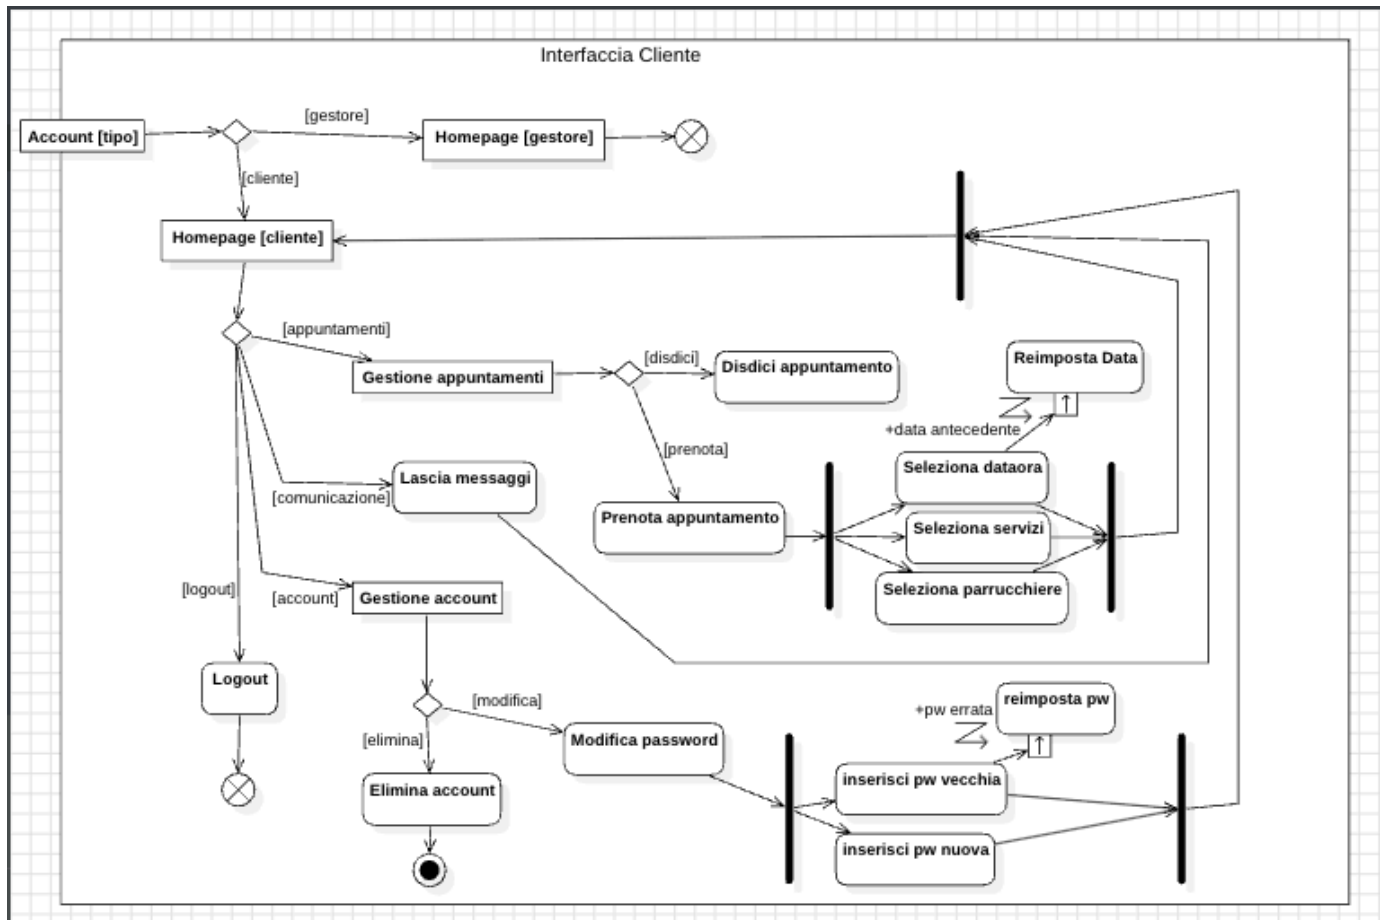 Interfaccia Cliente
Account [tipo]
[gestore]
Homepage [gestore]
[cliente]
Homepage [cliente]
[appuntamenti]
Gestione appuntamenti
[disdici]
Disdici appuntamento
Reimposta Data
+data antecedente
[prenota]
Seleziona dataora
Lascia messaggi
[comunicazione]
Prenota appuntamento
Seleziona servizi
Seleziona parrucchiere
[logout]
[account]
Gestione account
Logout
[modifica]
[elimina]
Modifica password
+pw errata
reimposta pw
Elimina account
inserisci pw vecchia
inserisci pw nuova